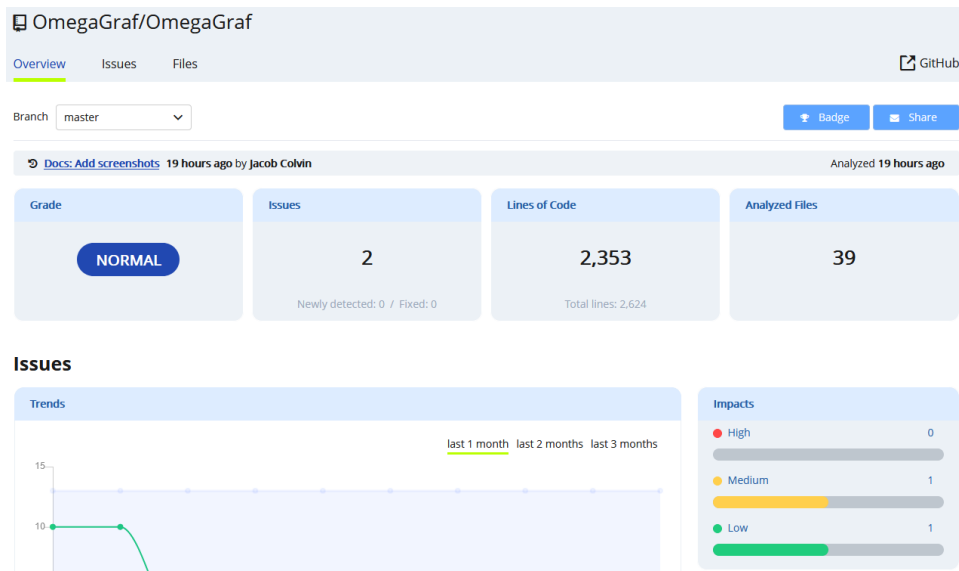 OmegaGraf/OmegaGraf
Overview Issues Files GitHub
Branch master Badge Share
Docs: Add screenshots 19 hours ago by Jacob Colvin Analyzed 19 hours ago
Grade Issues Lines of Code Analyzed Files
NORMAL 2 2,353 39
Newly detected: 0 / Fixed: 0 Total lines: 2,624
Issues
Trends Impacts
last 1 month last 2 months last 3 months
High 0
15
Medium 1
10
Low 1